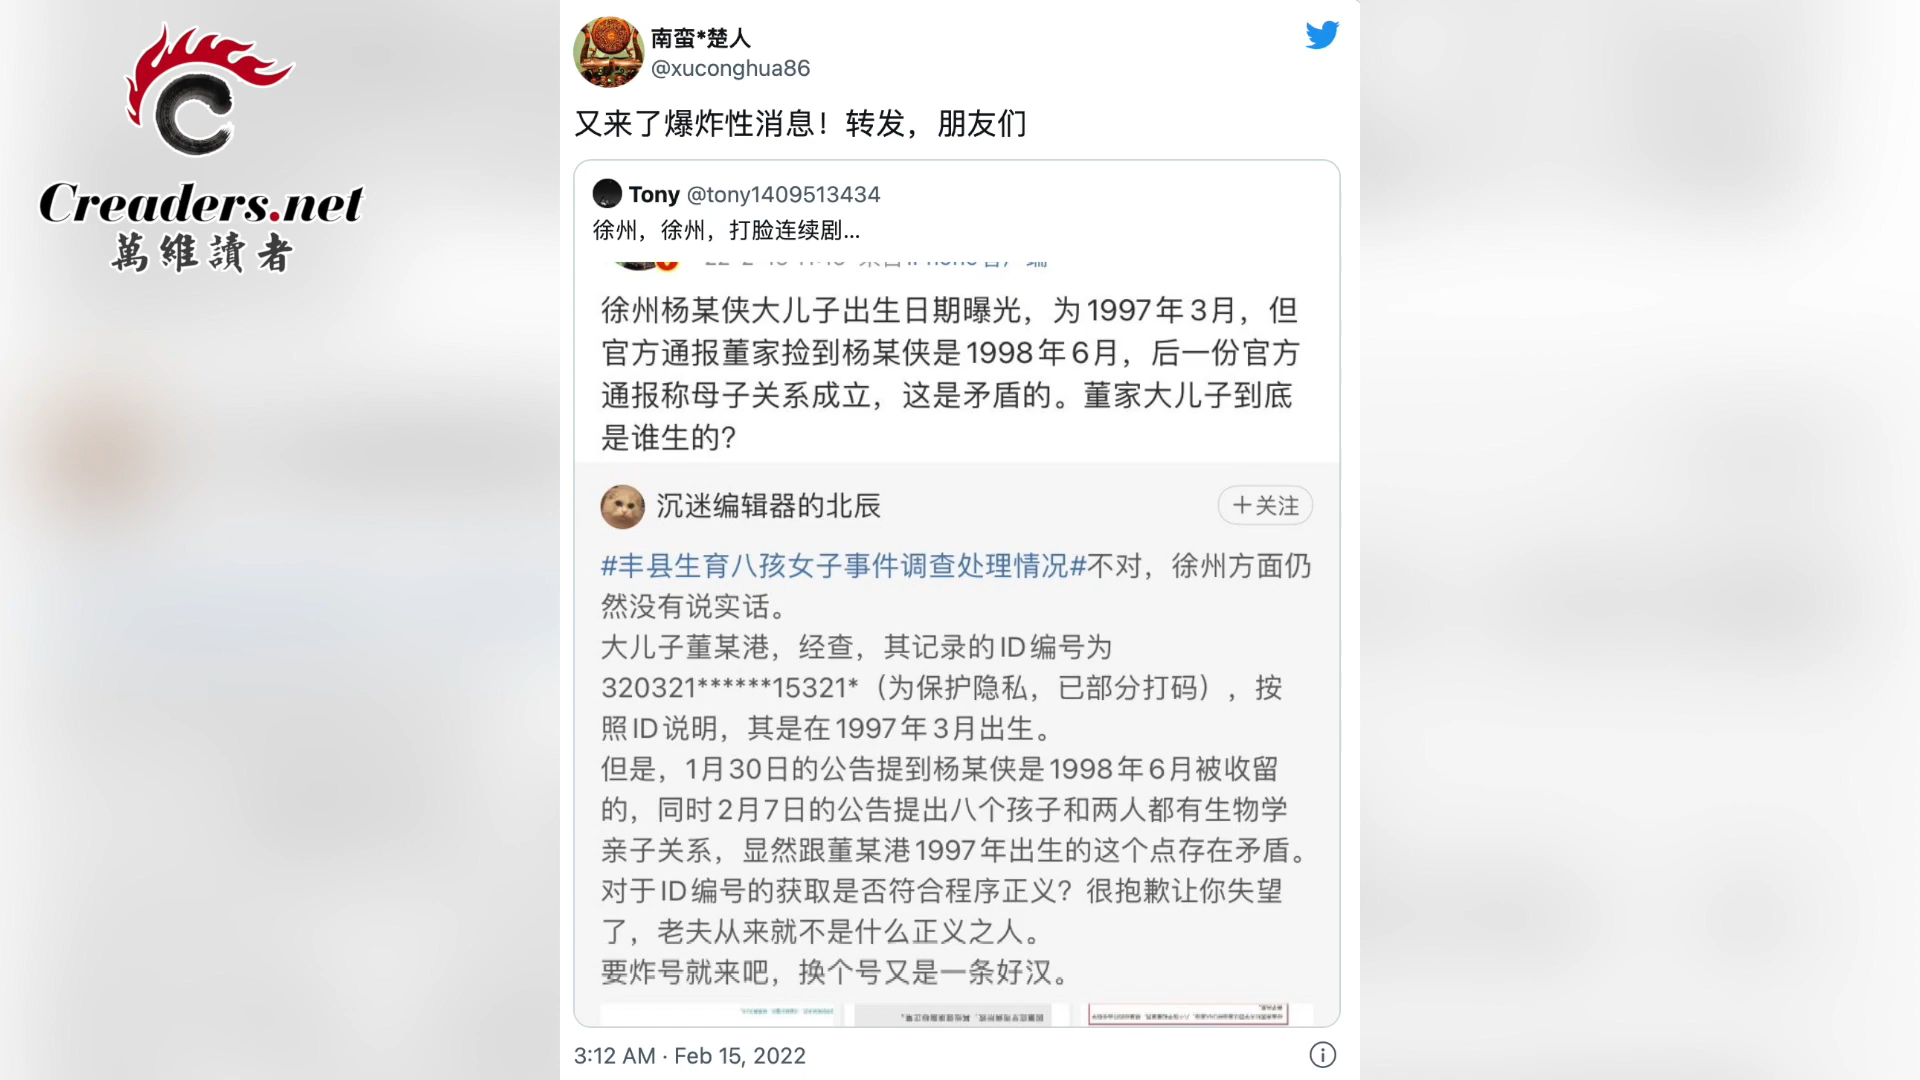 Creaders.net
萬維讀者
南蛮*楚人
@xuconghua86
又来了爆炸性消息！转发，朋友们
Tony @tony1409513434
徐州，徐州，打脸连续剧...
徐州杨某侠大儿子出生日期曝光，为1997年3月，但
官方通报董家捡到杨某侠是1998年6月，后一份官方
通报称母子关系成立，这是矛盾的。董家大儿子到底
是谁生的？
沉迷编辑器的北辰
+关注
#丰县生育八孩女子事件调查处理情况#不对，徐州方面仍
然没有说实话。
大儿子董某港，经查，其记录的ID编号为
320321******15321*（为保护隐私，已部分打码），按
照ID说明，其是在1997年3月出生。
但是，1月30日的公告提到杨某侠是1998年6月被收留
的，同时2月7日的公告提出八个孩子和两人都有生物学
亲子关系，显然跟董某港1997年出生的这个点存在矛盾。
对于ID编号的获取是否符合程序正义？很抱歉让你失望
了，老夫从来就不是什么正义之人。
要炸号就来吧，换个号又是一条好汉。
3:12 AM · Feb 15, 2022